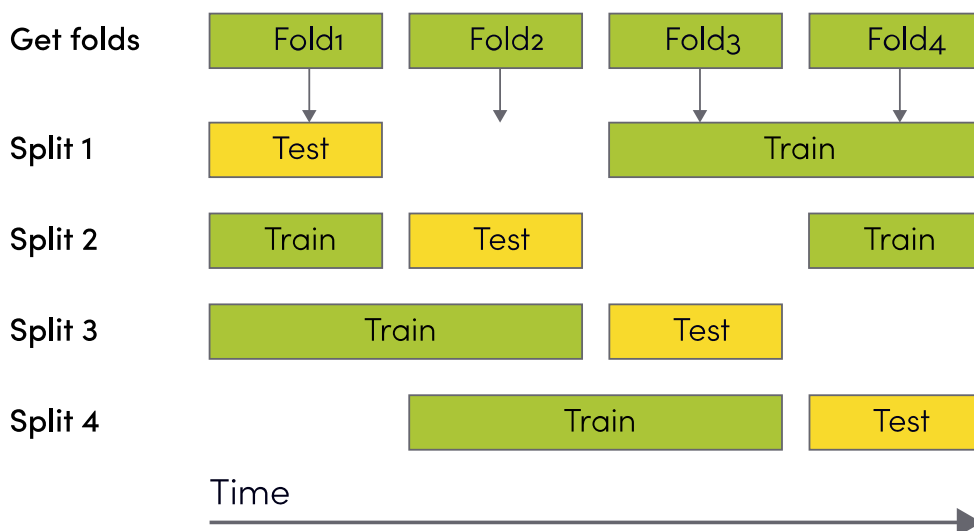 Get folds Fold1 Fold2 Fold3 Fold4
Split 1 Test Train
Split 2 Train Test Train
Split 3 Train Test
Split 4 Train Test
Time